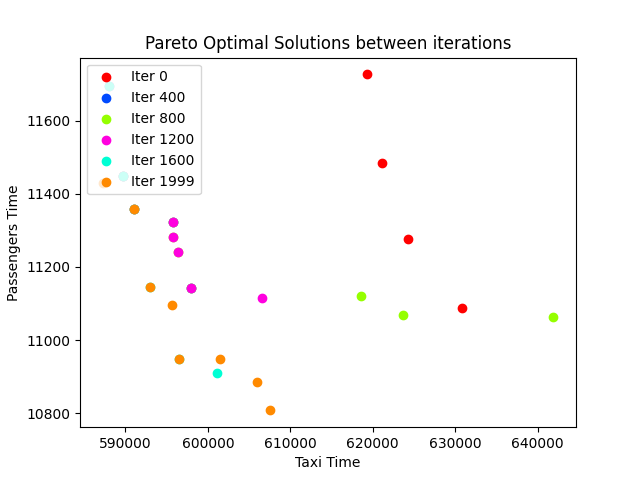 Pareto Optimal Solutions between iterations
Iter 0
Iter 400
Iter 800
Iter 1200
Iter 1600
Iter 1999
Passengers Time
11600
11400
11200
11000
10800
590000 600000 610000 620000 630000 640000
Taxi Time